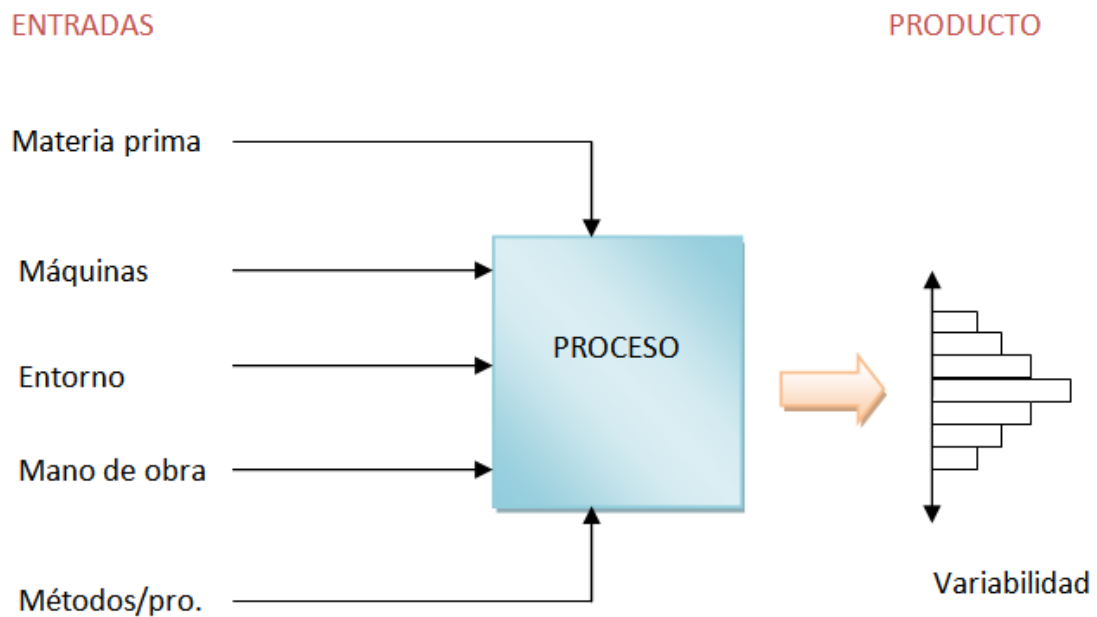 ENTRADAS
PRODUCTO
Materia prima
Máquinas
PROCESO
Entorno
Mano de obra
Variabilidad
Métodos/pro.